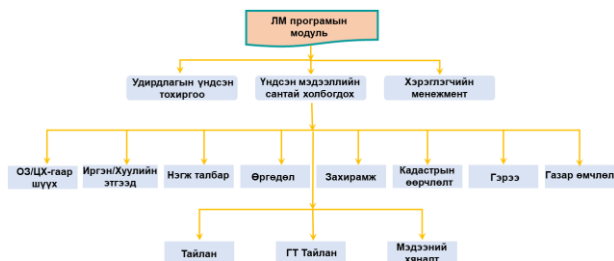 ЛМ програмын
модуль
Удирдлагын үндсэн
тохиргоо
Үндсэн мэдээллийн
сантай холбогдох
Хэрэглэгчийн
менежмент
ОЗ/ЦХ-гаар
шүүх
Иргэн/Хуулийн
этгээд
Нэгж талбар
Өргөдөл
Захирамж
Кадастрын
өөрчлөлт
Гэрээ
Газар өмчлөл
Тайлан
ГТ Тайлан
Мэдээний
хяналт